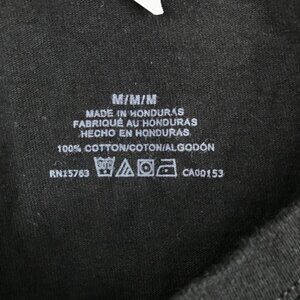 M/M/M
MADE IN HONDURAS
FABRIQUÉ AU HONDURAS
HECHO EN HONDURAS
100% COTTON/COTON/ALGODÓN
RN15763 CA00153